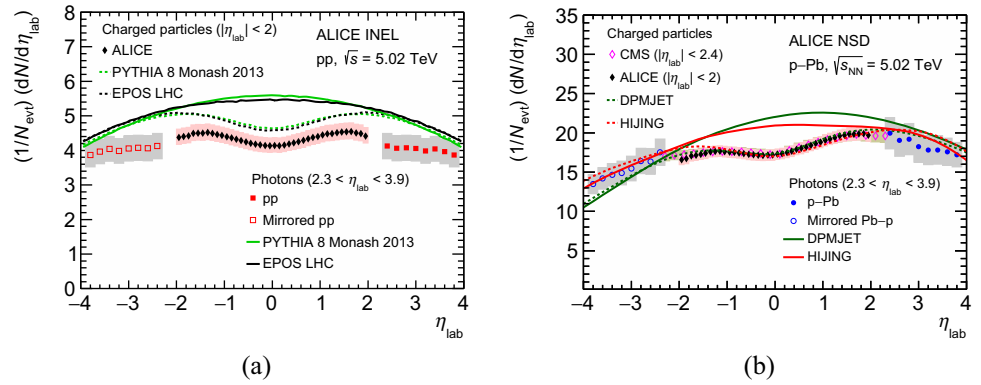 (1/N_evt) (dN/dη_lab)
8
7
6
5
4
3
2
1
0
Charged particles (|η_lab| < 2)
ALICE
PYTHIA 8 Monash 2013
EPOS LHC
ALICE INEL
pp, √s = 5.02 TeV
Photons (2.3 < η_lab < 3.9)
pp
Mirrored pp
PYTHIA 8 Monash 2013
EPOS LHC
−4 −3 −2 −1 0 1 2 3 4
η_lab
(a)
(1/N_evt) (dN/dη_lab)
35
30
25
20
15
10
5
Charged particles
CMS (|η_lab| < 2.4)
ALICE (|η_lab| < 2)
DPMJET
HIJING
ALICE NSD
p−Pb, √s_NN = 5.02 TeV
Photons (2.3 < η_lab < 3.9)
p−Pb
Mirrored Pb−p
DPMJET
HIJING
−4 −3 −2 −1 0 1 2 3 4
η_lab
(b)